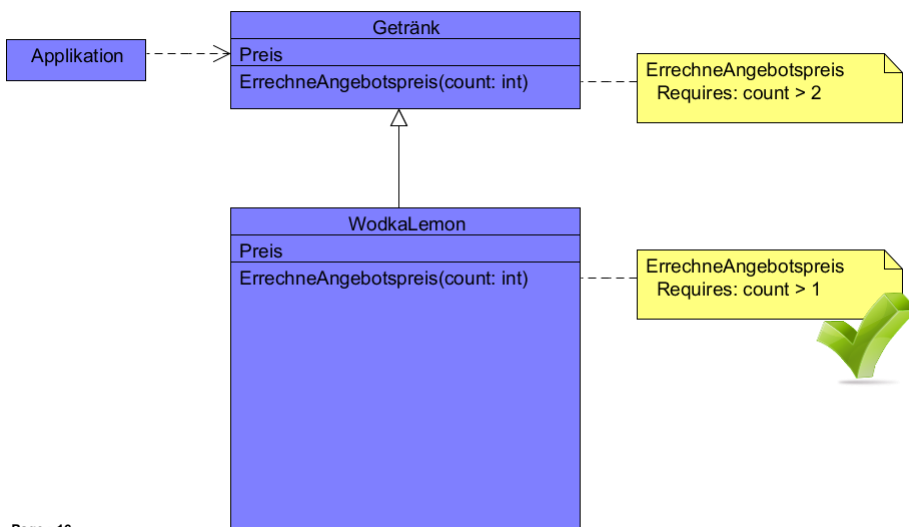 Getränk
Applikation
Preis
ErrechneAngebotspreis(count: int)
ErrechneAngebotspreis
Requires: count > 2
WodkaLemon
Preis
ErrechneAngebotspreis(count: int)
ErrechneAngebotspreis
Requires: count > 1